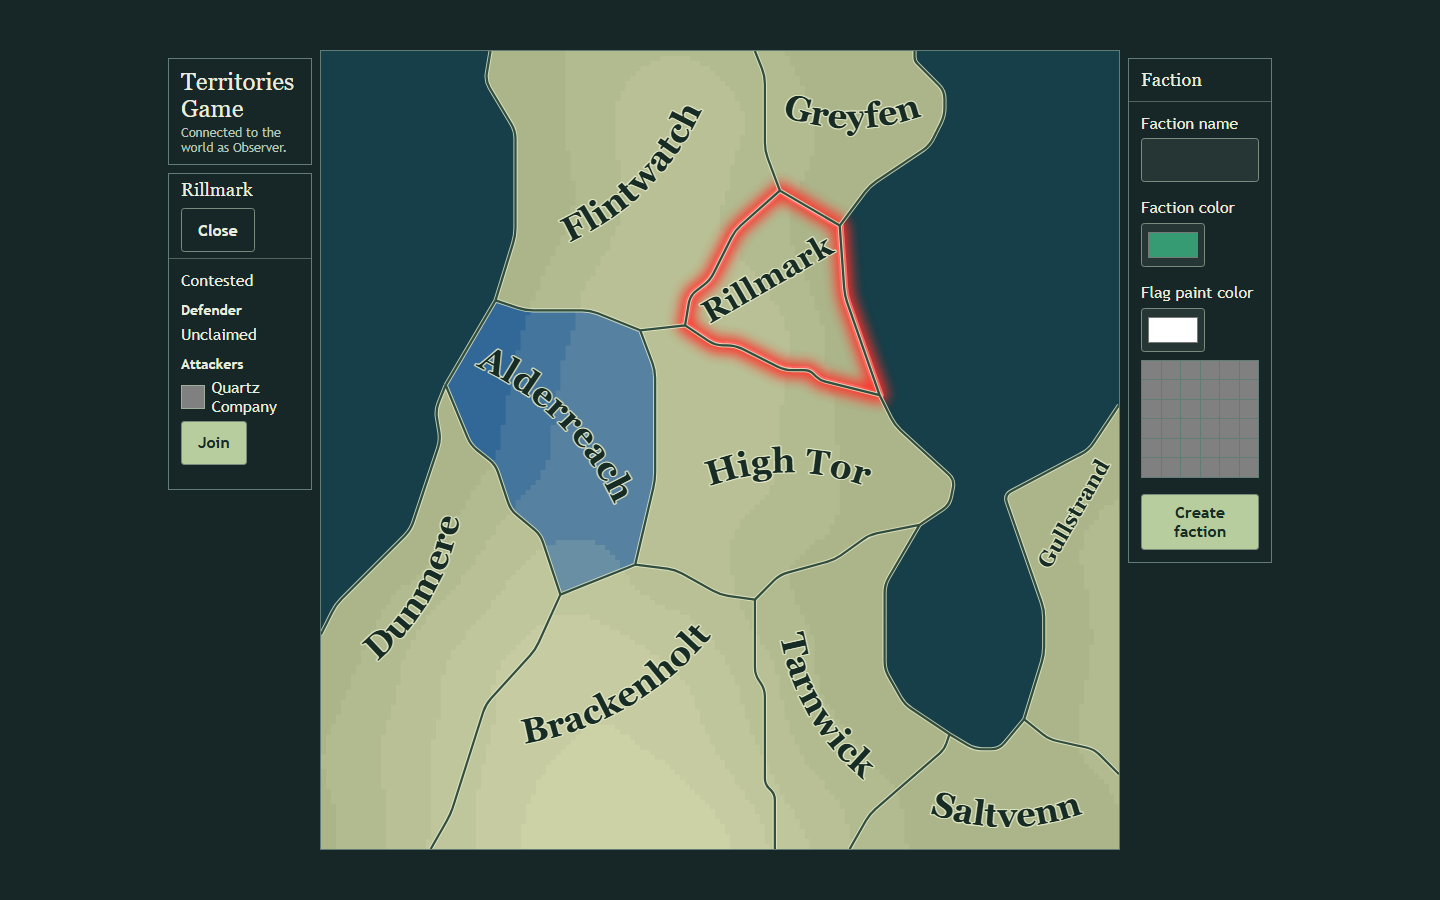 Territories
Game
Connected to the
world as Observer.
Rillmark
Close
Contested
Defender
Unclaimed
Attackers
Quartz
Company
Join
Flintwatch
Greyfen
Rillmark
Alderreach
High Tor
Gullstrand
Dunmere
Brackenholt
Tarnwick
Saltvenn
Faction
Faction name
Faction color
Flag paint color
Create
faction